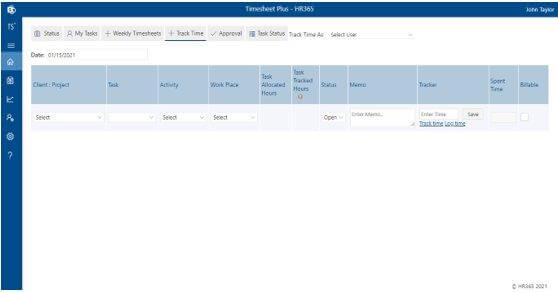 Timesheet Plus - HR365
John Taylor
Status My Tasks + Weekly Timesheets + Track Time Approval Task Status Track Time As Select User
Date: 01/15/2021
Client : Project Task Activity Work Place Task Allocated Hours Task Tracked Hours Status Memo Tracker Spent Time Billable
Select Select Select Open Enter Memo... Enter Time Save
Track time Log time
© HR365 2021